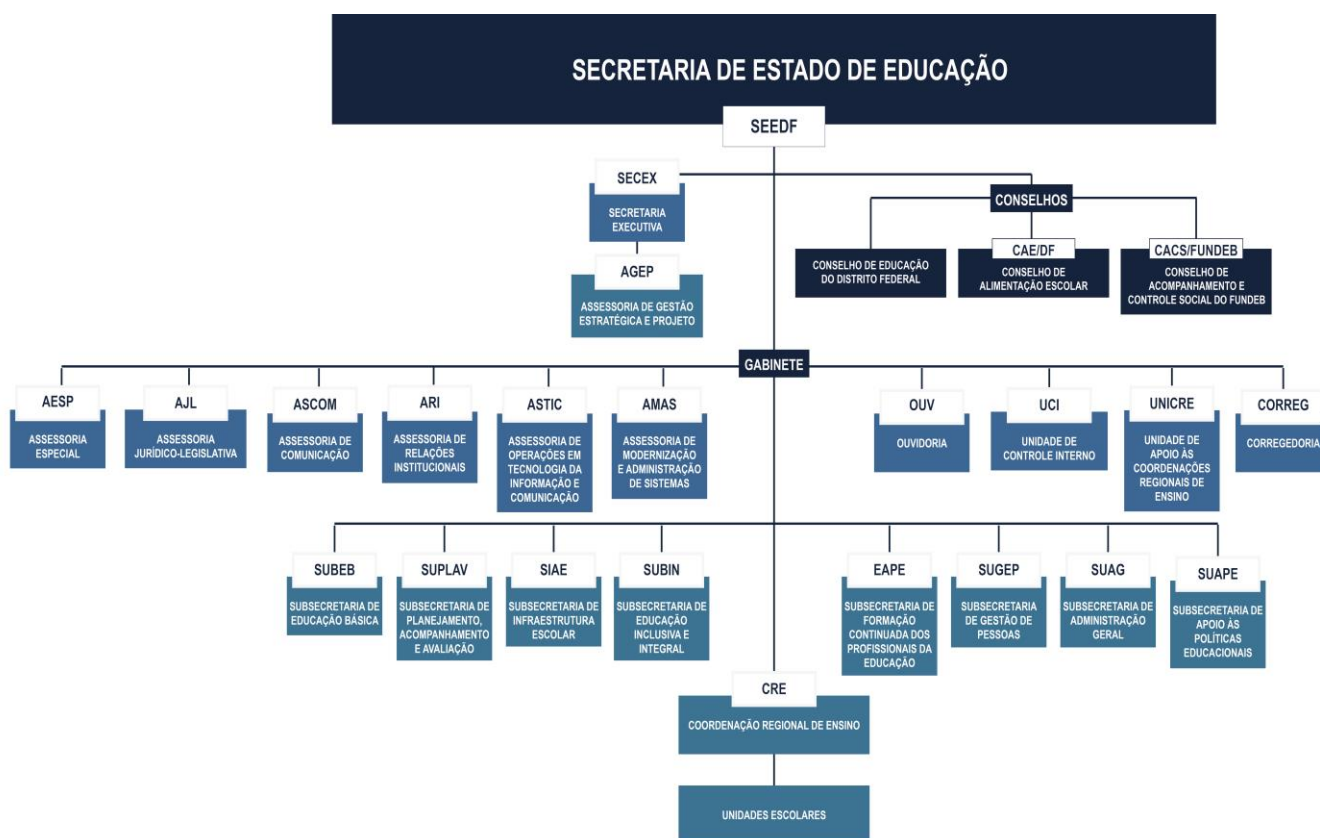 SECRETARIA DE ESTADO DE EDUCAÇÃO
SEEDF
SECEX
SECRETARIA
EXECUTIVA
AGEP
ASSESSORIA DE GESTÃO
ESTRATÉGICA E PROJETO
CONSELHOS
CONSELHO DE EDUCAÇÃO
DO DISTRITO FEDERAL
CAE/DF
CONSELHO DE
ALIMENTAÇÃO ESCOLAR
CACS/FUNDEB
CONSELHO DE
ACOMPANHAMENTO E
CONTROLE SOCIAL DO FUNDEB
GABINETE
AESP
ASSESSORIA
ESPECIAL
AJL
ASSESSORIA
JURÍDICO-LEGISLATIVA
ASCOM
ASSESSORIA DE
COMUNICAÇÃO
ARI
ASSESSORIA DE
RELAÇÕES
INSTITUCIONAIS
ASTIC
ASSESSORIA DE
OPERAÇÕES EM
TECNOLOGIA DA
INFORMAÇÃO E
COMUNICAÇÃO
AMAS
ASSESSORIA DE
MODERNIZAÇÃO
E ADMINISTRAÇÃO
DE SISTEMAS
OUV
OUVIDORIA
UCI
UNIDADE DE
CONTROLE INTERNO
UNICRE
UNIDADE DE
APOIO ÀS
COORDENAÇÕES
REGIONAIS DE
ENSINO
CORREG
CORREGEDORIA
SUBEB
SUBSECRETARIA DE
EDUCAÇÃO BÁSICA
SUPLAV
SUBSECRETARIA DE
PLANEJAMENTO,
ACOMPANHAMENTO
E AVALIAÇÃO
SIAE
SUBSECRETARIA DE
INFRAESTRUTURA
ESCOLAR
SUBIN
SUBSECRETARIA DE
EDUCAÇÃO
INCLUSIVA E
INTEGRAL
EAPE
SUBSECRETARIA DE
FORMAÇÃO
CONTINUADA DOS
PROFISSIONAIS DA
EDUCAÇÃO
SUGEP
SUBSECRETARIA
DE GESTÃO DE
PESSOAS
SUAG
SUBSECRETARIA
DE ADMINISTRAÇÃO
GERAL
SUAPE
SUBSECRETARIA DE
APOIO ÀS
POLÍTICAS
EDUCACIONAIS
CRE
COORDENAÇÃO REGIONAL DE ENSINO
UNIDADES ESCOLARES